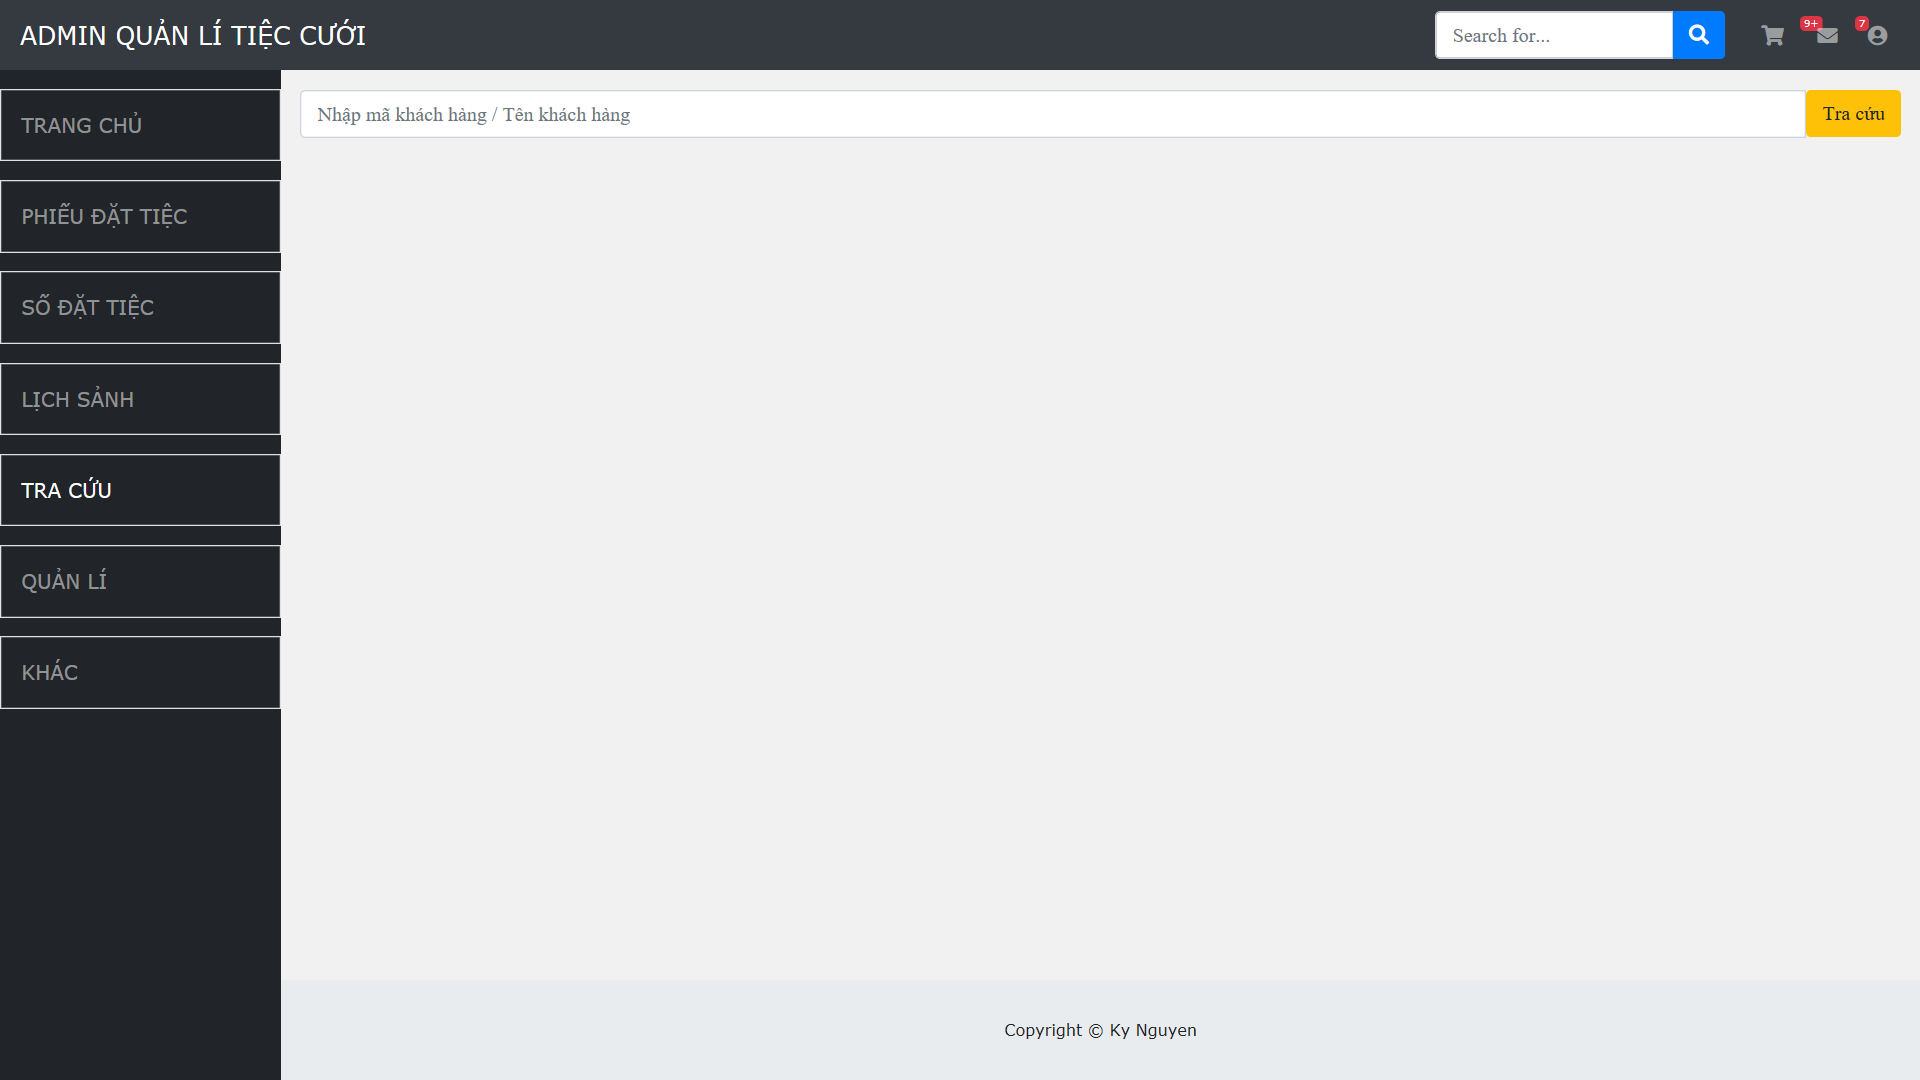 ADMIN QUẢN LÍ TIỆC CƯỚI
Search for...
9+
7
TRANG CHỦ
PHIẾU ĐẶT TIỆC
SỐ ĐẶT TIỆC
LỊCH SẢNH
TRA CỨU
QUẢN LÍ
KHÁC
Nhập mã khách hàng / Tên khách hàng
Tra cứu
Copyright © Ky Nguyen